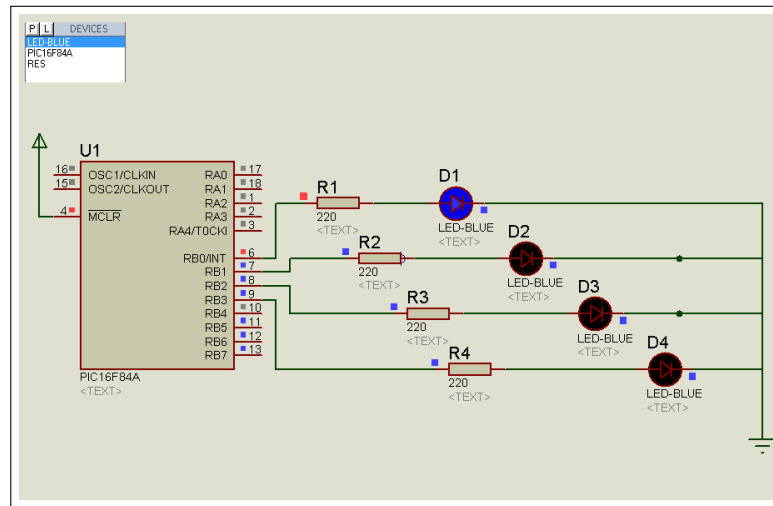 P L DEVICES
LED-BLUE
PIC16F84A
RES
U1
16 OSC1/CLKIN RA0 17
15 OSC2/CLKOUT RA1 18
RA2 1
4 MCLR RA3 2
RA4/T0CKI 3
RB0/INT 6
RB1 7
RB2 8
RB3 9
RB4 10
RB5 11
RB6 12
RB7 13
PIC16F84A
<TEXT>
R1
220
<TEXT>
D1
LED-BLUE
<TEXT>
R2
220
<TEXT>
D2
LED-BLUE
<TEXT>
R3
220
<TEXT>
D3
LED-BLUE
<TEXT>
R4
220
<TEXT>
D4
LED-BLUE
<TEXT>